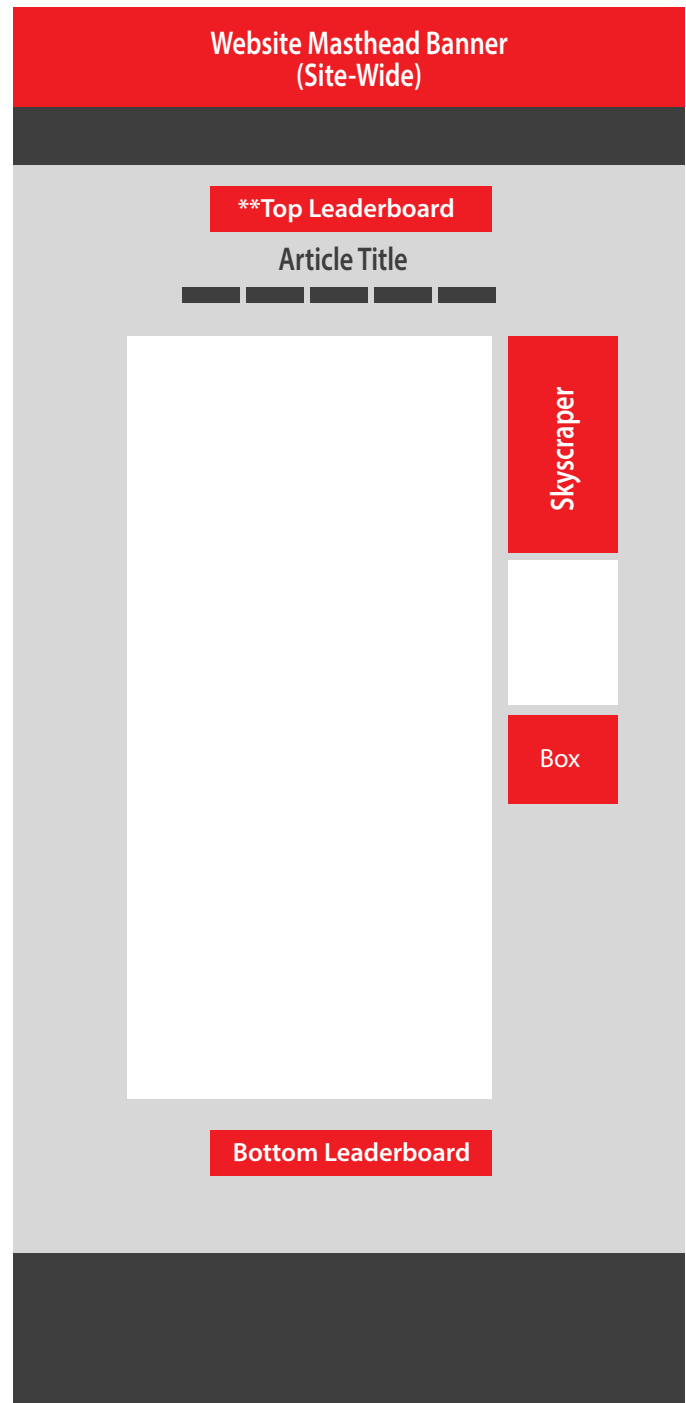 Website Masthead Banner
(Site-Wide)
**Top Leaderboard
Article Title
Skyscraper
Box
Bottom Leaderboard